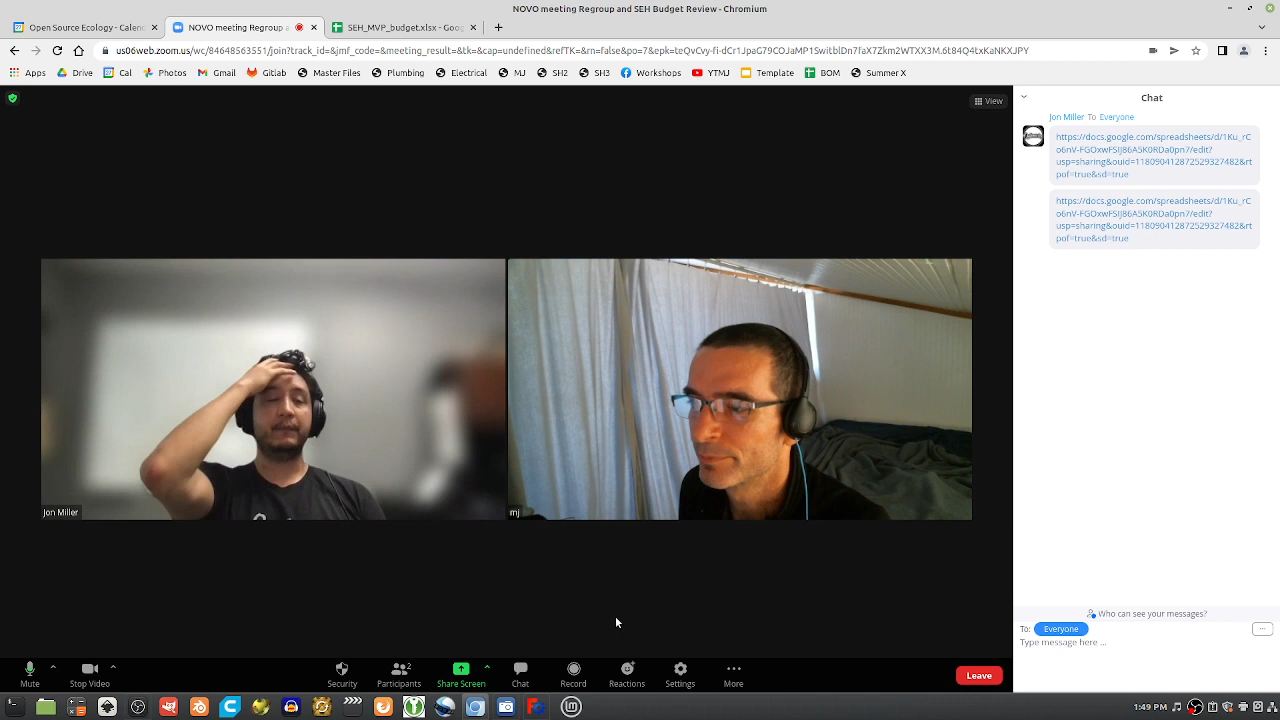 NOVO meeting Regroup and SEH Budget Review - Chromium
Open Source Ecology - Calen
NOVO meeting Regroup a
SEH_MVP_budget.xlsx - Goog
us06web.zoom.us/wc/84648563551/join?track_id=&jmf_code=&meeting_result=&tk=&cap=undefined&refTK=&rn=false&po=7&epk=teQvCvy-fi-dCr1JpaG79COJaMP1SwitblDn7faX7Zkm2WTXX3M.6t84Q4txKaNKXJPY
Apps Drive Cal Photos Gmail Gitlab Master Files Plumbing Electrical MJ SH2 SH3 Workshops YTMJ Template BOM Summer X
View
Chat
Jon Miller To Everyone
https://docs.google.com/spreadsheets/d/1Ku_rC
o6nV-FGOxwFSIJ86A5K0RDa0pn7/edit?
usp=sharing&ouid=118090412872529327482&rt
pof=true&sd=true
https://docs.google.com/spreadsheets/d/1Ku_rC
o6nV-FGOxwFSIJ86A5K0RDa0pn7/edit?
usp=sharing&ouid=118090412872529327482&rt
pof=true&sd=true
Jon Miller
mj
Who can see your messages?
To: Everyone
Type message here ...
Mute Stop Video Security Participants 2 Share Screen Chat Record Reactions Settings More Leave
1:49 PM